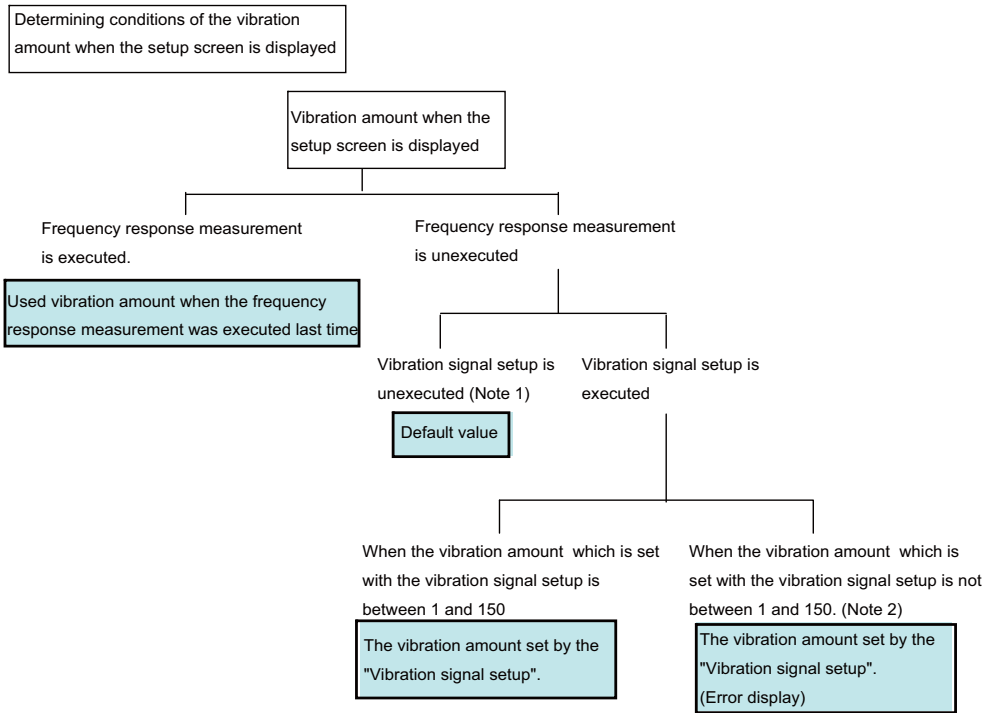 Determining conditions of the vibration
amount when the setup screen is displayed
Vibration amount when the
setup screen is displayed
Frequency response measurement
is executed.
Frequency response measurement
is unexecuted
Used vibration amount when the frequency
response measurement was executed last time
Vibration signal setup is
unexecuted (Note 1)
Vibration signal setup is
executed
Default value
When the vibration amount which is set
with the vibration signal setup is
between 1 and 150
When the vibration amount which is
set with the vibration signal setup is not
between 1 and 150. (Note 2)
The vibration amount set by the
"Vibration signal setup".
The vibration amount set by the
"Vibration signal setup".
(Error display)